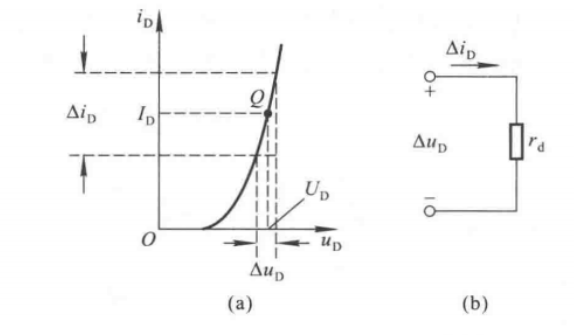 i_D
Δi_D
I_D
Q
U_D
O
u_D
Δu_D
(a)
Δi_D
+
Δu_D
r_d
−
(b)